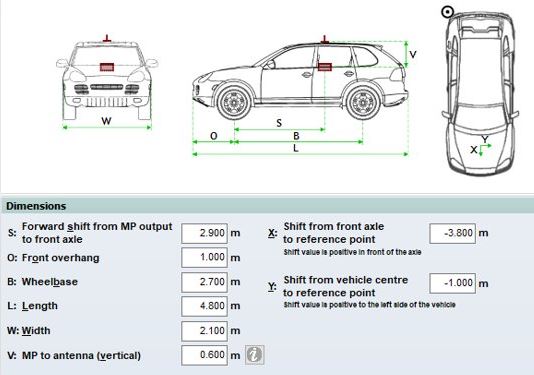 V
W
S
O
B
L
Y
X
Dimensions
S: Forward shift from MP output to front axle 2.900 m
O: Front overhang 1.000 m
B: Wheelbase 2.700 m
L: Length 4.800 m
W: Width 2.100 m
V: MP to antenna (vertical) 0.600 m i
X: Shift from front axle to reference point -3.800 m
Shift value is positive in front of the axle
Y: Shift from vehicle centre to reference point -1.000 m
Shift value is positive to the left side of the vehicle